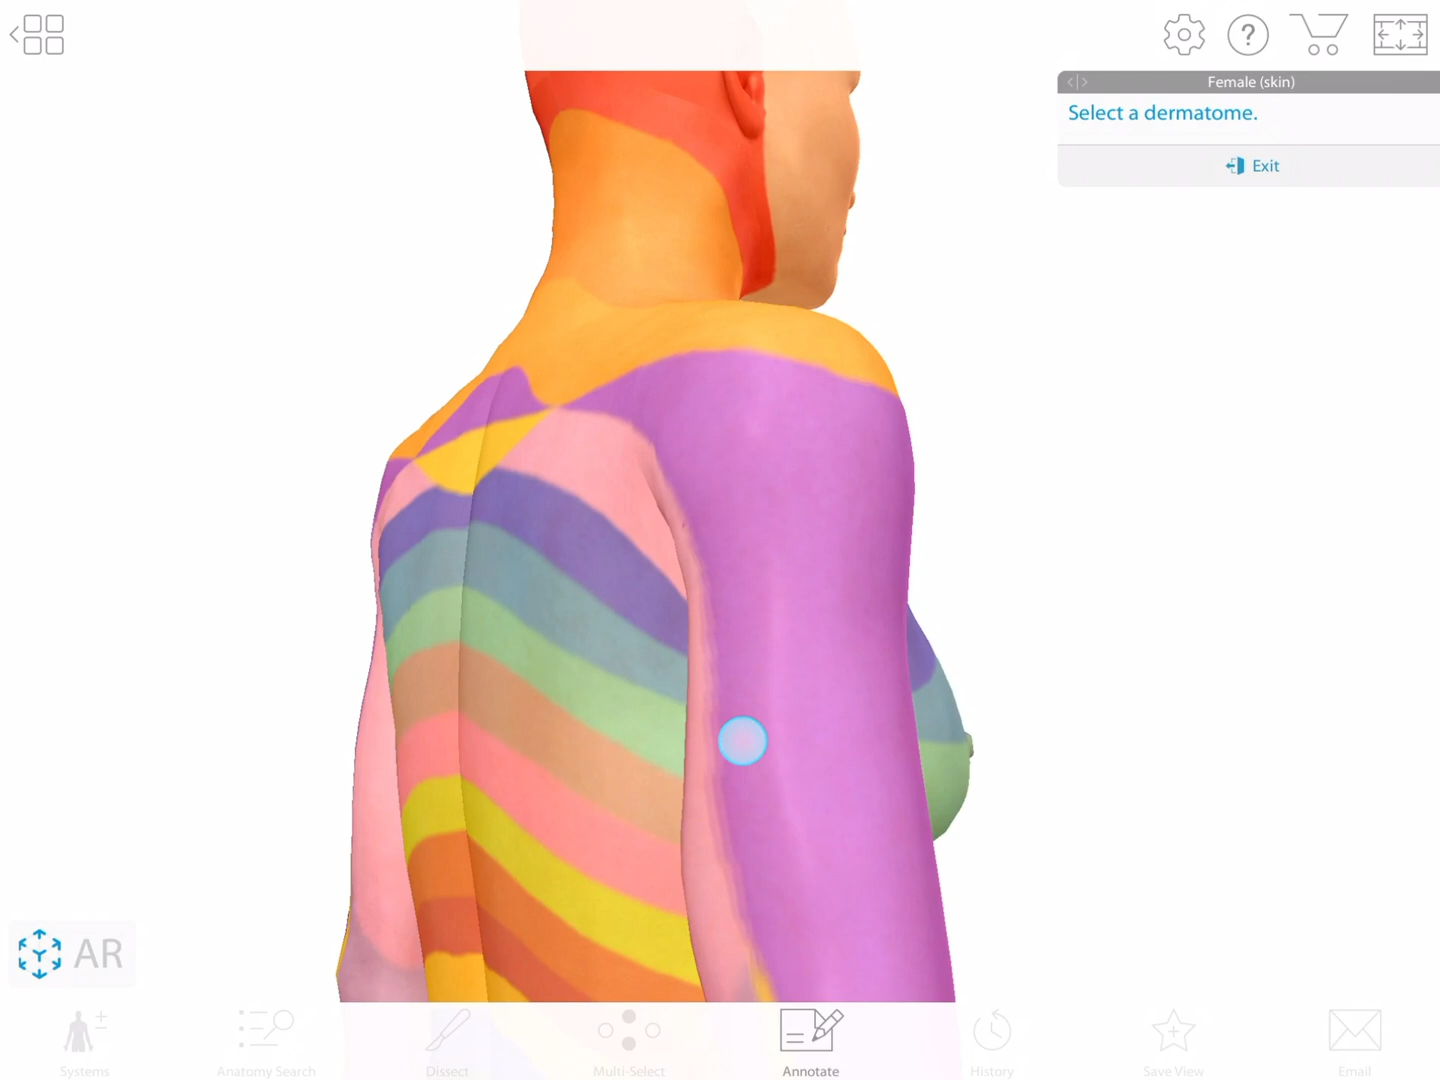 ?
Female (skin)
Select a dermatome.
Exit
AR
Systems
Anatomy Search
Dissect
Multi-Select
Annotate
History
Save View
Email